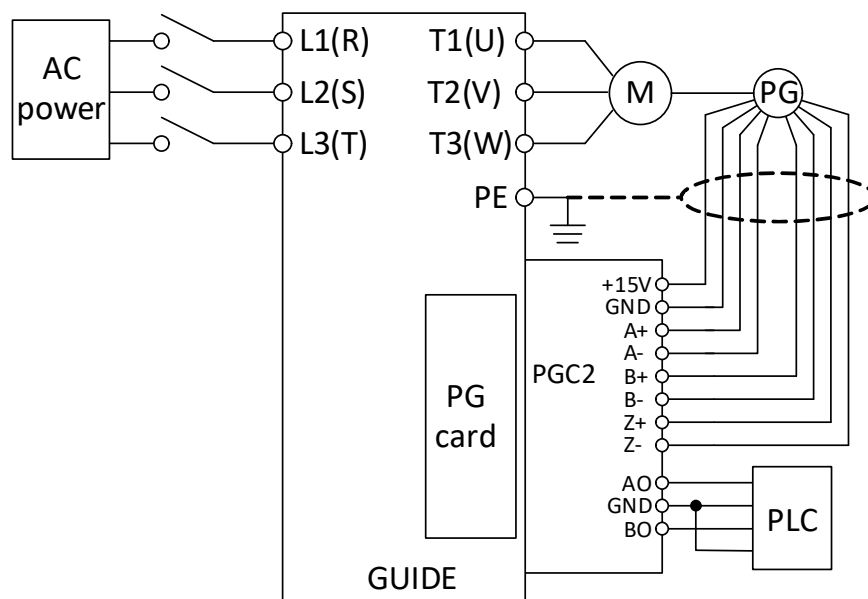 AC
power
L1(R)
L2(S)
L3(T)
T1(U)
T2(V)
T3(W)
PE
M
PG
+15V
GND
A+
A-
B+
B-
Z+
Z-
PGC2
PG
card
AO
GND
BO
PLC
GUIDE